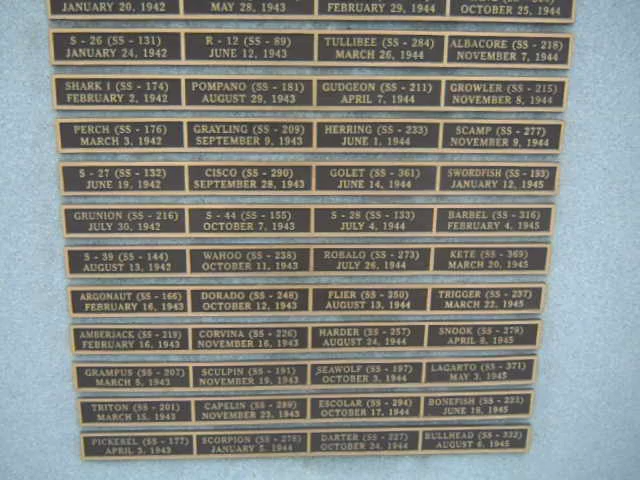 JANUARY 20, 1942 MAY 28, 1943 FEBRUARY 29, 1944 OCTOBER 25, 1944
S - 26 (SS - 131) R - 12 (SS - 89) TULLIBEE (SS - 284) ALBACORE (SS - 218)
JANUARY 24, 1942 JUNE 12, 1943 MARCH 26, 1944 NOVEMBER 7, 1944
SHARK I (SS - 174) POMPANO (SS - 181) GUDGEON (SS - 211) GROWLER (SS - 215)
FEBRUARY 2, 1942 AUGUST 29, 1943 APRIL 7, 1944 NOVEMBER 8, 1944
PERCH (SS - 176) GRAYLING (SS - 209) HERRING (SS - 233) SCAMP (SS - 277)
MARCH 3, 1942 SEPTEMBER 9, 1943 JUNE 1, 1944 NOVEMBER 9, 1944
S - 27 (SS - 132) CISCO (SS - 290) GOLET (SS - 361) SWORDFISH (SS - 193)
JUNE 19, 1942 SEPTEMBER 28, 1943 JUNE 14, 1944 JANUARY 12, 1945
GRUNION (SS - 216) S - 44 (SS - 155) S - 28 (SS - 133) BARBEL (SS - 316)
JULY 30, 1942 OCTOBER 7, 1943 JULY 4, 1944 FEBRUARY 4, 1945
S - 39 (SS - 144) WAHOO (SS - 238) ROBALO (SS - 273) KETE (SS - 369)
AUGUST 13, 1942 OCTOBER 11, 1943 JULY 26, 1944 MARCH 20, 1945
ARGONAUT (SS - 166) DORADO (SS - 248) FLIER (SS - 250) TRIGGER (SS - 237)
FEBRUARY 16, 1943 OCTOBER 12, 1943 AUGUST 13, 1944 MARCH 22, 1945
AMBERJACK (SS - 219) CORVINA (SS - 226) HARDER (SS - 257) SNOOK (SS - 279)
FEBRUARY 16, 1943 NOVEMBER 16, 1943 AUGUST 24, 1944 APRIL 8, 1945
GRAMPUS (SS - 207) SCULPIN (SS - 191) SEAWOLF (SS - 197) LAGARTO (SS - 371)
MARCH 5, 1943 NOVEMBER 19, 1943 OCTOBER 3, 1944 MAY 3, 1945
TRITON (SS - 201) CAPELIN (SS - 289) ESCOLAR (SS - 294) BONEFISH (SS - 223)
MARCH 15, 1943 NOVEMBER 23, 1943 OCTOBER 17, 1944 JUNE 18, 1945
PICKEREL (SS - 177) SCORPION (SS - 278) DARTER (SS - 227) BULLHEAD (SS - 332)
APRIL 3, 1943 JANUARY 5, 1944 OCTOBER 24, 1944 AUGUST 6, 1945